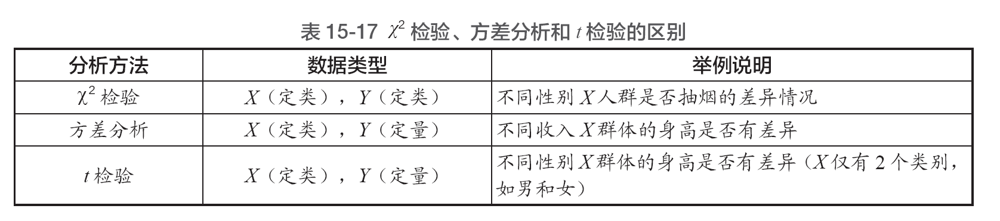 表 15-17 χ² 检验、方差分析和 t 检验的区别
分析方法 数据类型 举例说明
χ² 检验 X（定类），Y（定类） 不同性别 X 人群是否抽烟的差异情况
方差分析 X（定类），Y（定量） 不同收入 X 群体的身高是否有差异
t 检验 X（定类），Y（定量） 不同性别 X 群体的身高是否有差异（X 仅有 2 个类别，
如男和女）